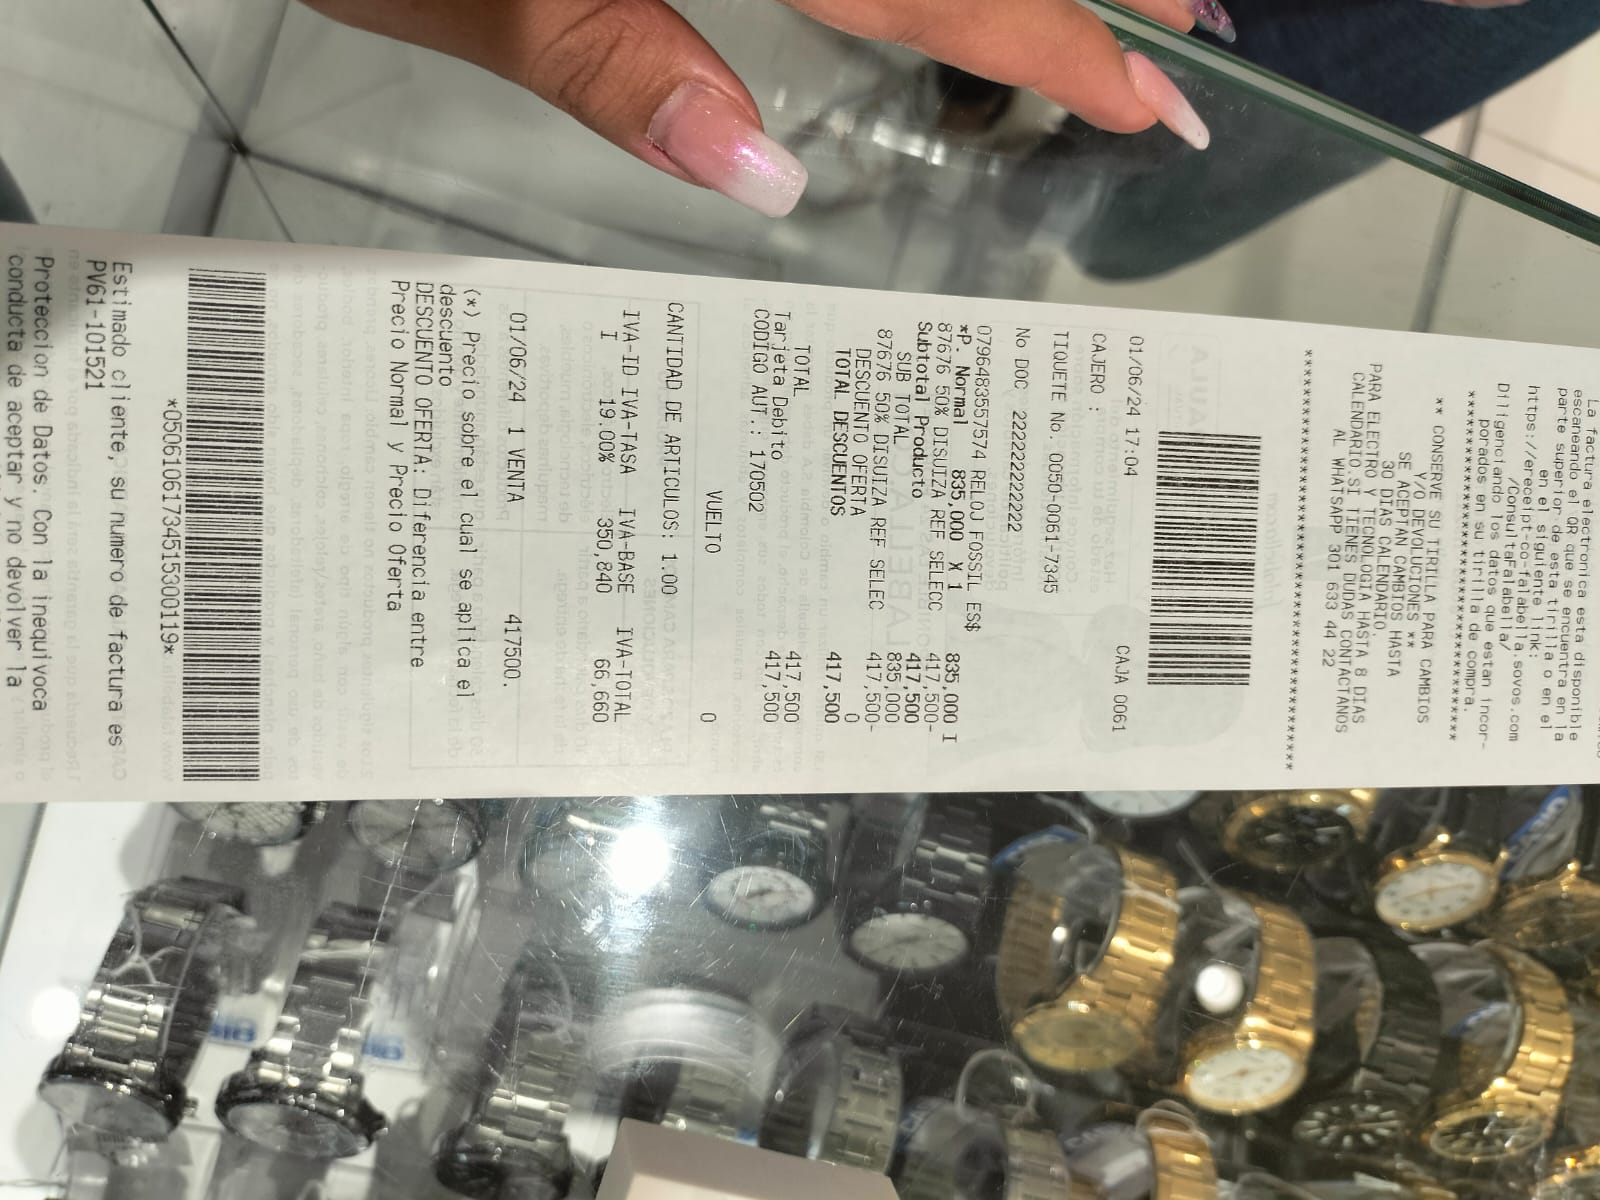 La factura electronica esta disponible
escaneando el QR que se encuentra en la
parte superior de esta tirilla o en el
en el siguiente link:
https://ereceipt-co-falabella.sovos.com
/ConsultaFalabella/
Diligenciando los datos que estan incor-
porados en su tirilla de compra.
** CONSERVE SU TIRILLA PARA CAMBIOS
Y/O DEVOLUCIONES **
SE ACEPTAN CAMBIOS HASTA
30 DIAS CALENDARIO.
PARA ELECTRO Y TECNOLOGIA HASTA 8 DIAS
CALENDARIO.SI TIENES DUDAS CONTACTANOS
AL WHATSAPP 301 633 44 22
01/06/24 17:04 CAJA 0061
CAJERO :
TIQUETE No. 0050-0061-7345
No DOC 222222222222
0796483557574 RELOJ FOSSIL ES$ 835,000 I
*P. Normal 835,000 X 1
87676 50% DISUIZA REF SELECC 417,500-
Subtotal Producto 417,500
SUB TOTAL 835,000
87676 50% DISUIZA REF SELEC 417,500-
DESCUENTO OFERTA 0
TOTAL DESCUENTOS 417,500
TOTAL 417,500
Tarjeta Debito 417,500
CODIGO AUT.: 170502
VUELTO 0
CANTIDAD DE ARTICULOS: 1.00
IVA-ID IVA-TASA IVA-BASE IVA-TOTAL
I 19.00% 350,840 66,660
01/06/24 1 VENTA 417500.
(*) Precio sobre el cual se aplica el
descuento
DESCUENTO OFERTA: Diferencia entre
Precio Normal y Precio Oferta
*050610617345153001119*
Estimado cliente, su numero de factura es
PV61-101521
Proteccion de Datos. Con la inequivoca
conducta de aceptar y no devolver la